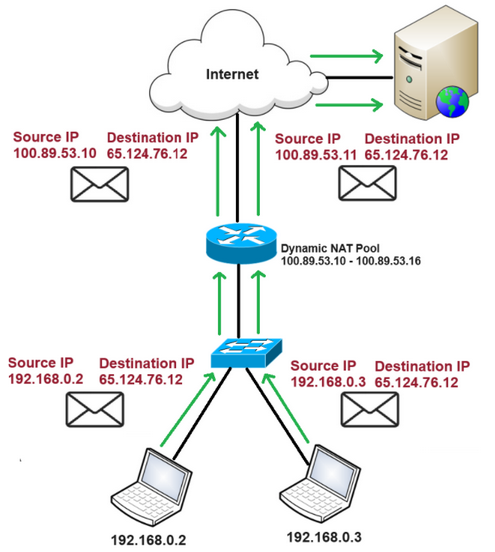 Internet
Source IP Destination IP
100.89.53.10 65.124.76.12
Source IP Destination IP
100.89.53.11 65.124.76.12
Dynamic NAT Pool
100.89.53.10 - 100.89.53.16
Source IP Destination IP
192.168.0.2 65.124.76.12
Source IP Destination IP
192.168.0.3 65.124.76.12
192.168.0.2
192.168.0.3